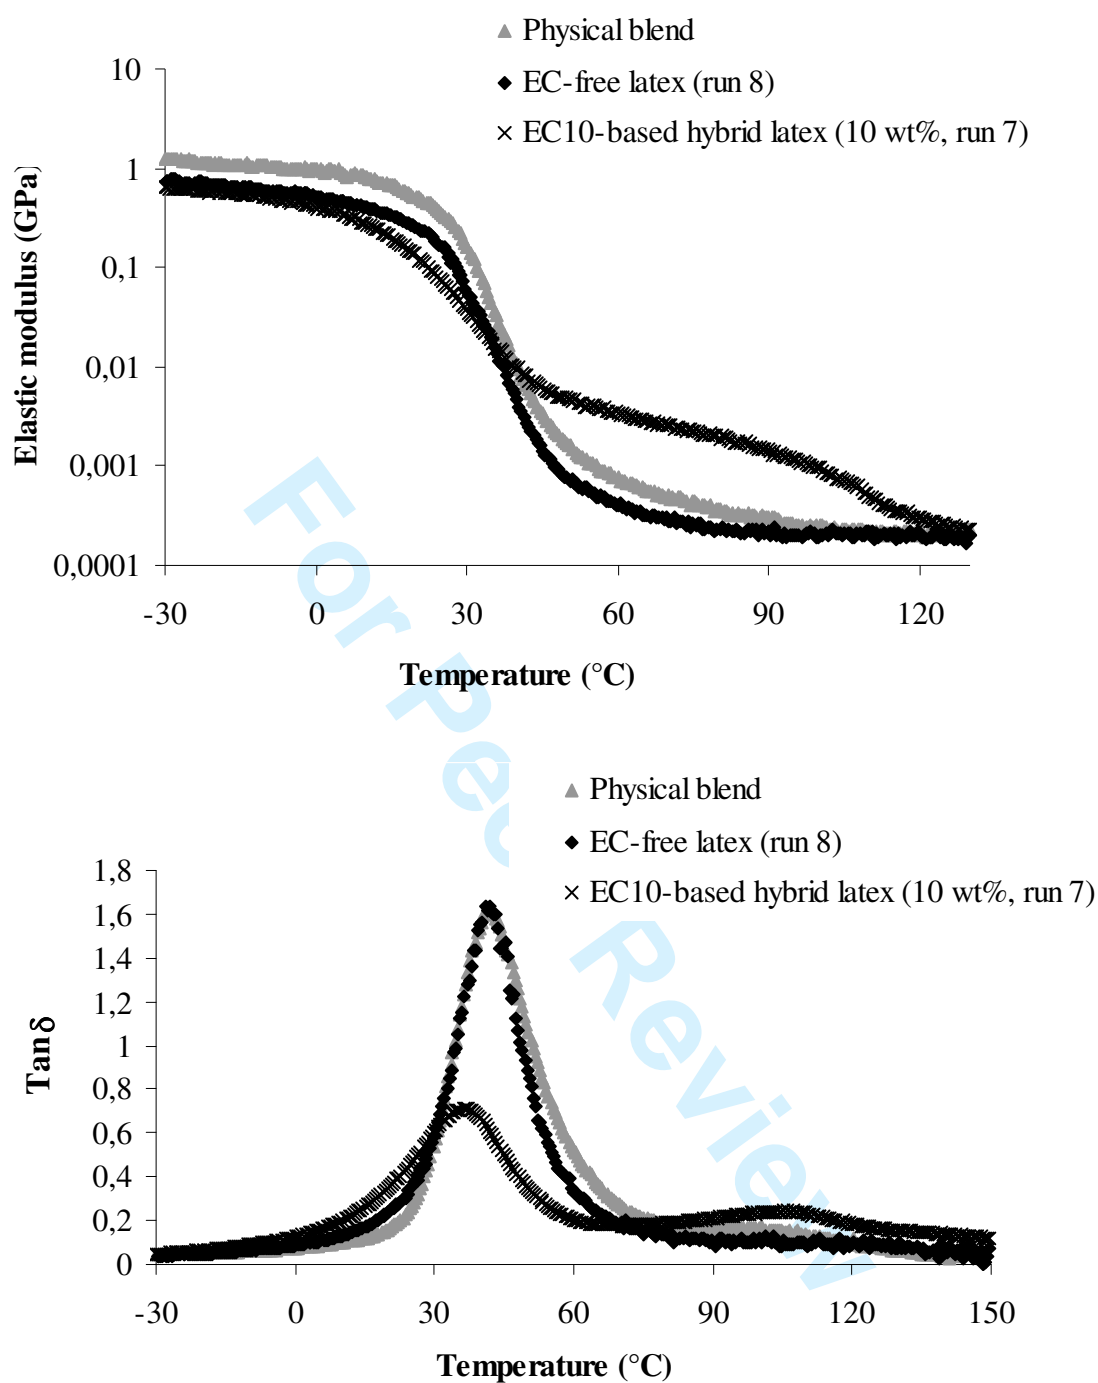 Physical blend
EC-free latex (run 8)
EC10-based hybrid latex (10 wt%, run 7)
10
1
0,1
0,01
0,001
0,0001
Elastic modulus (GPa)
-30 0 30 60 90 120
Temperature (°C)
For Peer Review
Physical blend
EC-free latex (run 8)
EC10-based hybrid latex (10 wt%, run 7)
1,8
1,6
1,4
1,2
1
0,8
0,6
0,4
0,2
0
Tanδ
-30 0 30 60 90 120 150
Temperature (°C)